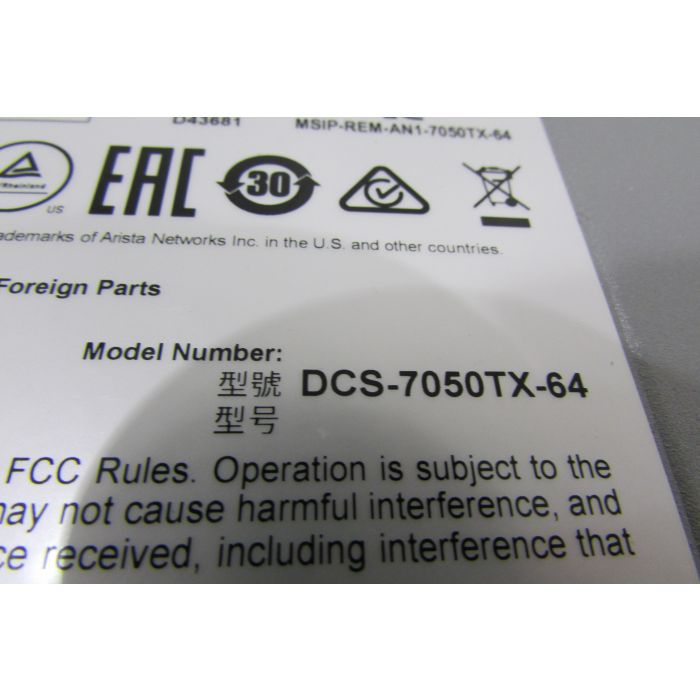 D43681
MSIP-REM-AN1-7050TX-64
Rheinland
US
EAC
30
ademarks of Arista Networks Inc. in the U.S. and other countries.
Foreign Parts
Model Number:
型號 DCS-7050TX-64
型号
FCC Rules. Operation is subject to the
may not cause harmful interference, and
ce received, including interference that